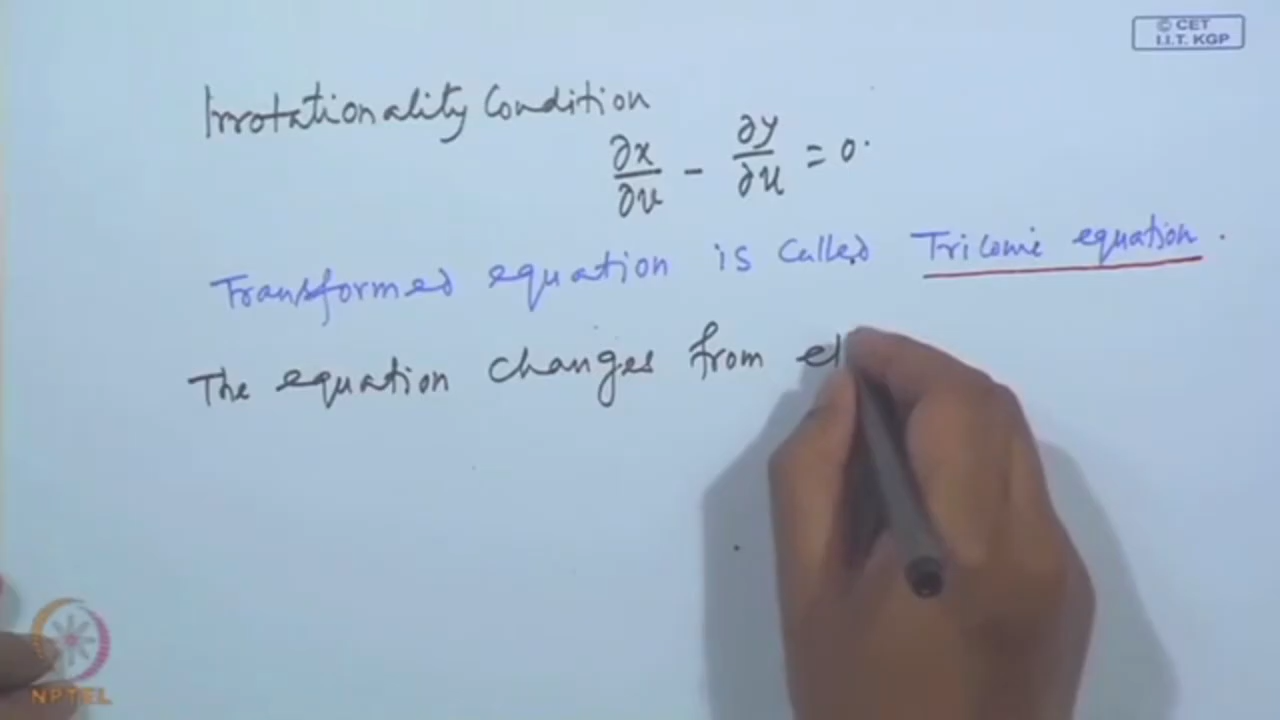 © CET
I.I.T. KGP
Irrotationality Condition
∂x/∂v - ∂y/∂u = 0.
Transformed equation is called Tricomi equation.
The equation changes from el
NPTEL